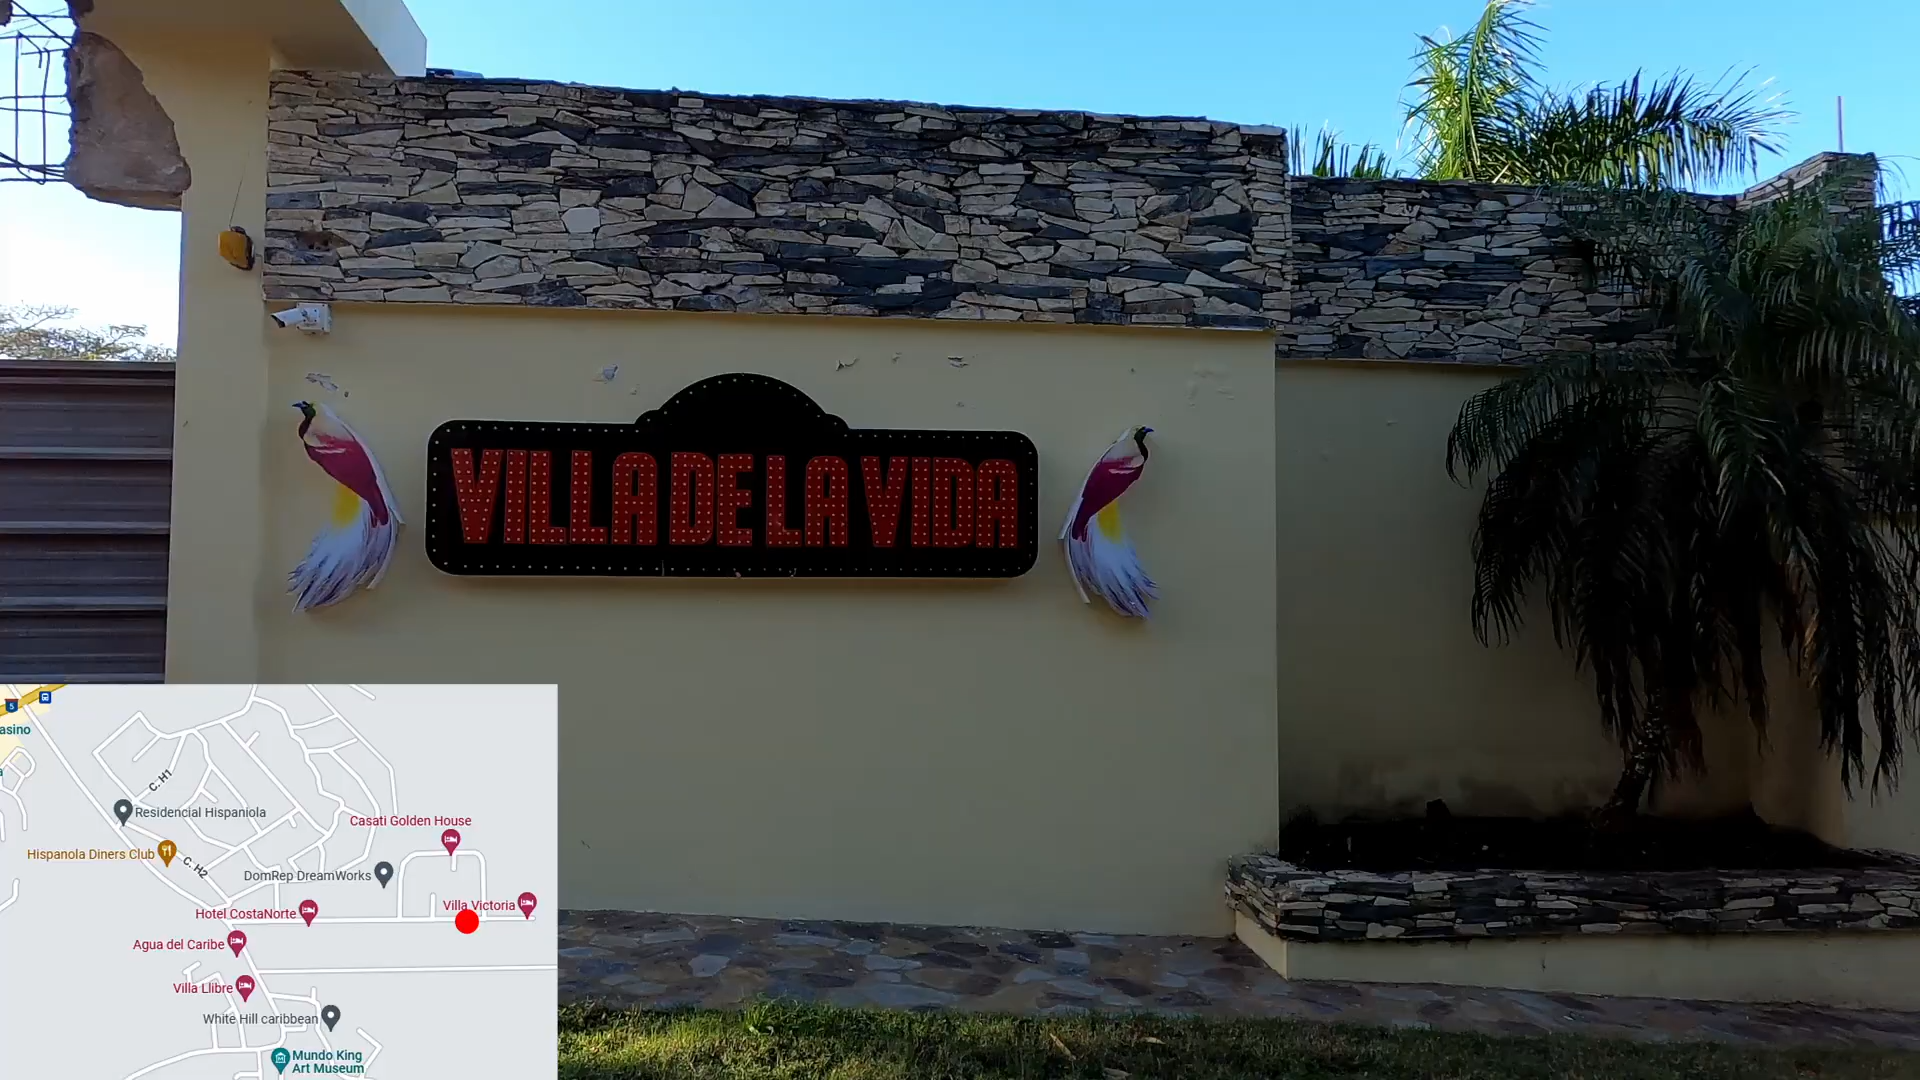 VILLA DE LA VIDA
5
asino
C. H1
Residencial Hispaniola
Casati Golden House
Hispanola Diners Club
C. H2
DomRep DreamWorks
Villa Victoria
Hotel CostaNorte
Agua del Caribe
Villa Llibre
White Hill caribbean
Mundo King
Art Museum